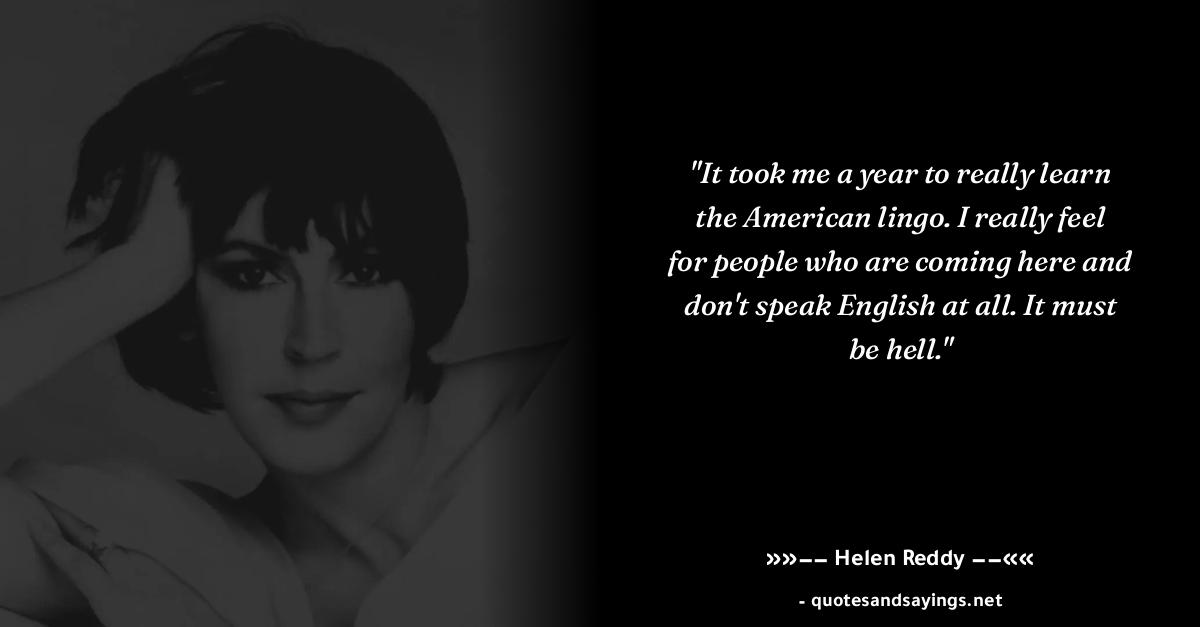 "It took me a year to really learn
the American lingo. I really feel
for people who are coming here and
don't speak English at all. It must
be hell."
»»−− Helen Reddy −−««
- quotesandsayings.net